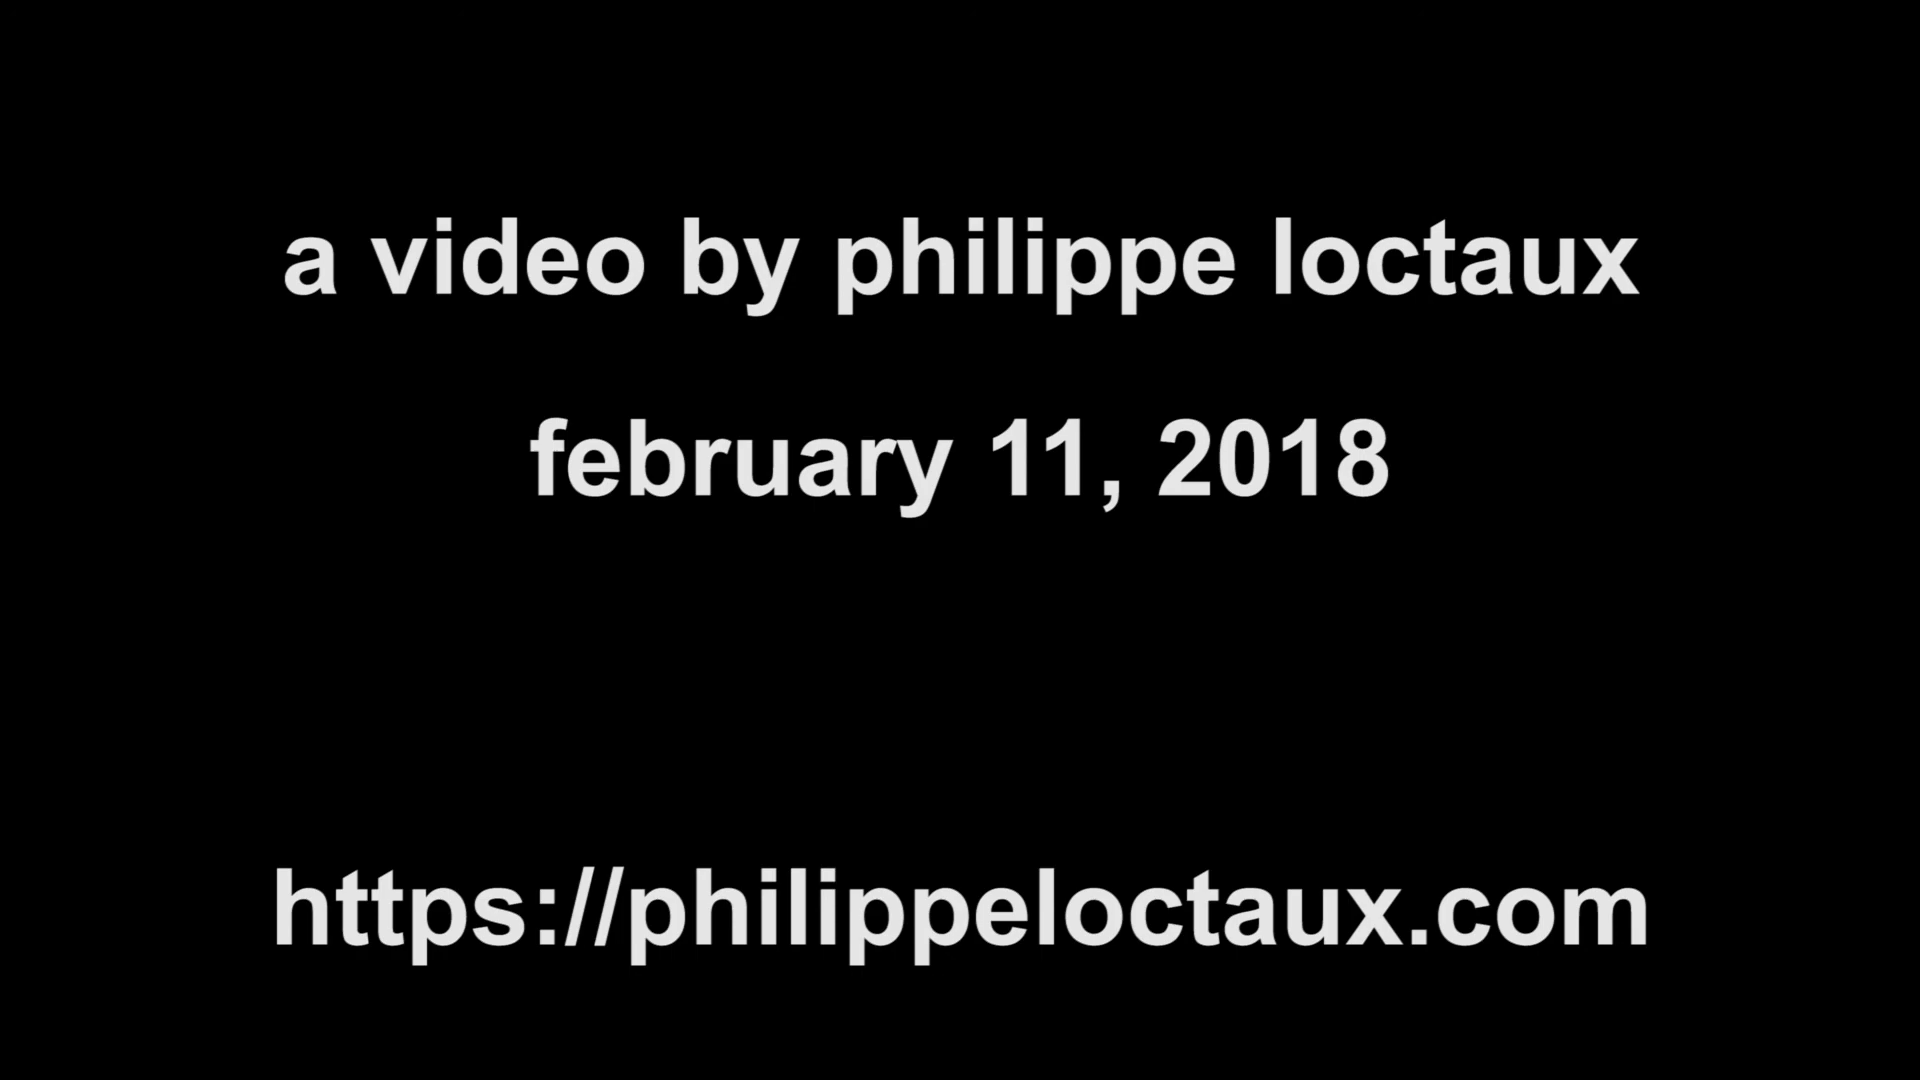 a video by philippe loctaux
february 11, 2018
https://philippeloctaux.com